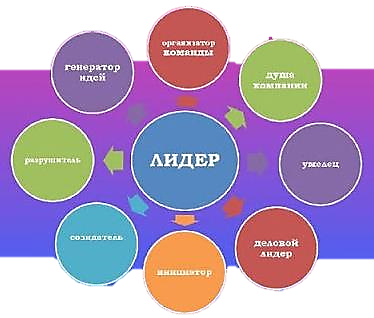 организатор
команды
душа
компании
умелец
деловой
лидер
инициатор
созидатель
разрушитель
генератор
идей
ЛИДЕР